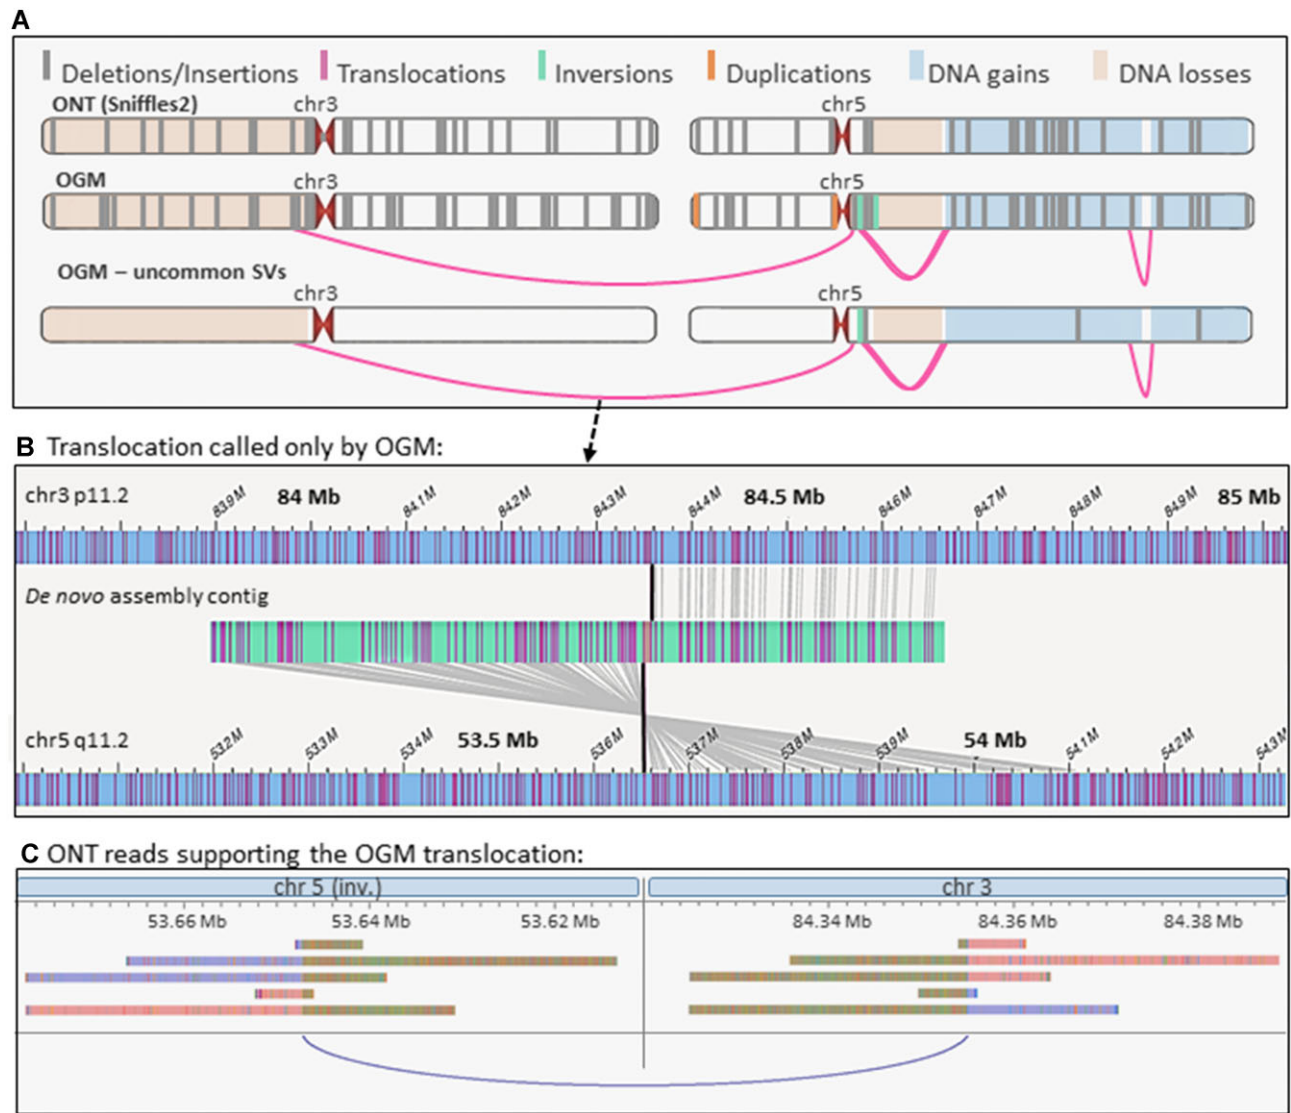 A
Deletions/Insertions Translocations Inversions Duplications DNA gains DNA losses
ONT (Sniffles2) chr3 chr5
OGM chr3 chr5
OGM – uncommon SVs
chr3 chr5
B Translocation called only by OGM:
chr3 p11.2 83.9M 84 Mb 84.1M 84.2M 84.3M 84.4M 84.5 Mb 84.6M 84.7M 84.8M 84.9M 85 Mb
De novo assembly contig
chr5 q11.2 53.2M 53.3M 53.4M 53.5 Mb 53.6M 53.7M 53.8M 53.9M 54 Mb 54.1M 54.2M 54.3M
C ONT reads supporting the OGM translocation:
chr 5 (inv.) chr 3
53.66 Mb 53.64 Mb 53.62 Mb 84.34 Mb 84.36 Mb 84.38 Mb